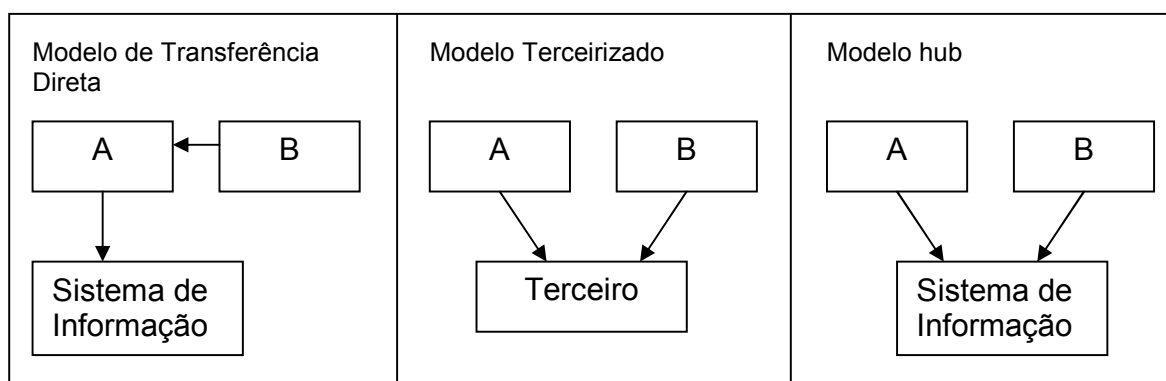 Modelo de Transferência
Direta
A
B
Sistema de
Informação
Modelo Terceirizado
A
B
Terceiro
Modelo hub
A
B
Sistema de
Informação